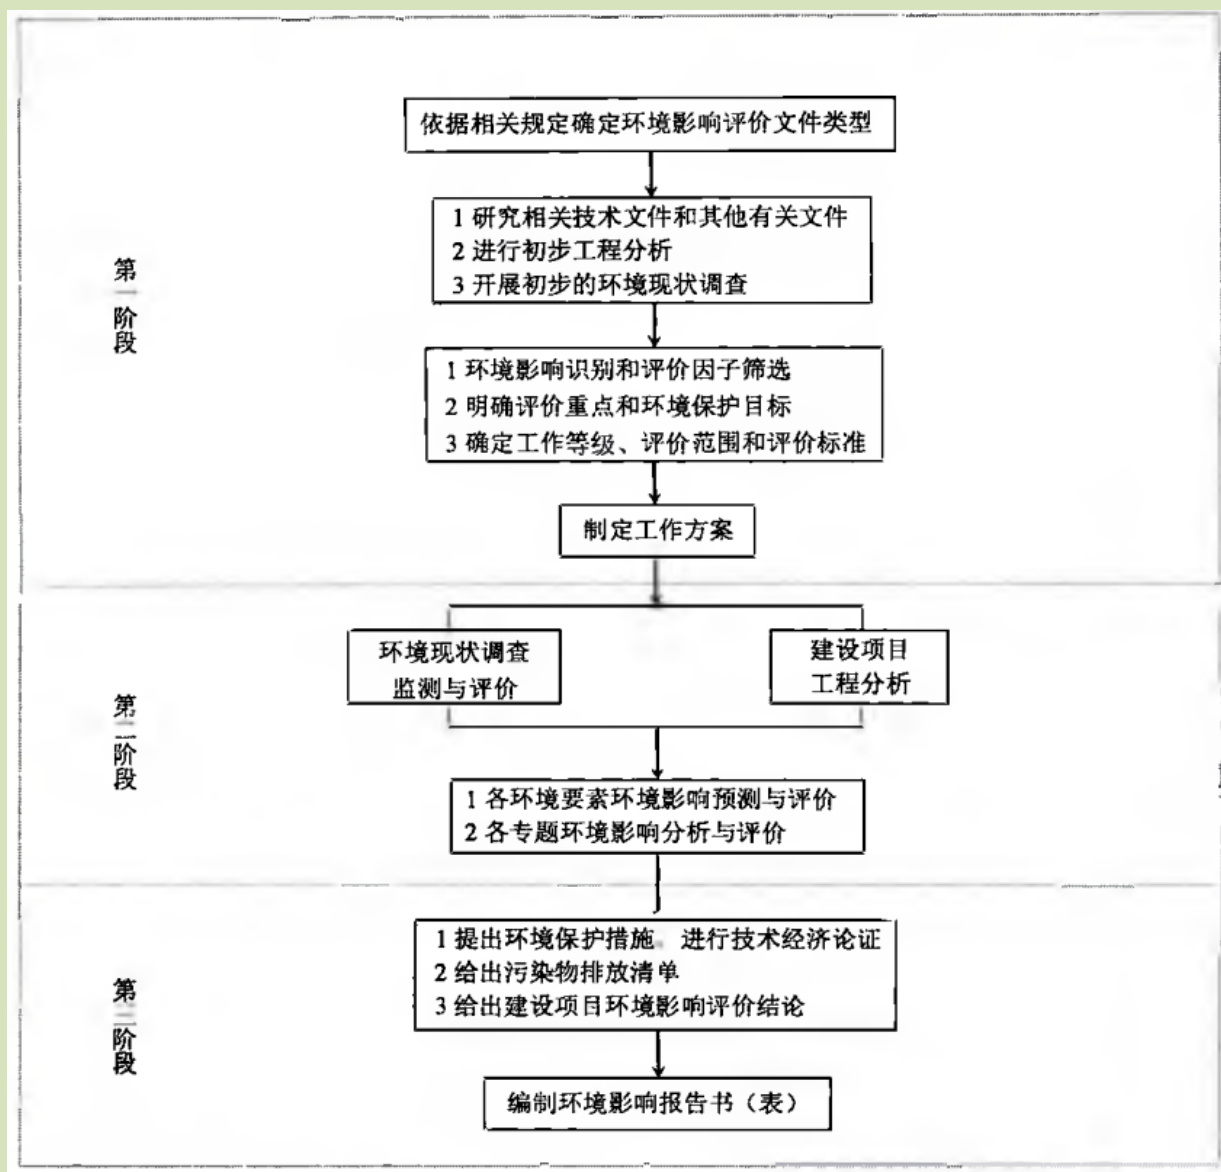 依据相关规定确定环境影响评价文件类型
1 研究相关技术文件和其他有关文件
2 进行初步工程分析
3 开展初步的环境现状调查
第一阶段
1 环境影响识别和评价因子筛选
2 明确评价重点和环境保护目标
3 确定工作等级、评价范围和评价标准
制定工作方案
环境现状调查
监测与评价
建设项目
工程分析
第二阶段
1 各环境要素环境影响预测与评价
2 各专题环境影响分析与评价
1 提出环境保护措施，进行技术经济论证
2 给出污染物排放清单
3 给出建设项目环境影响评价结论
第三阶段
编制环境影响报告书（表）